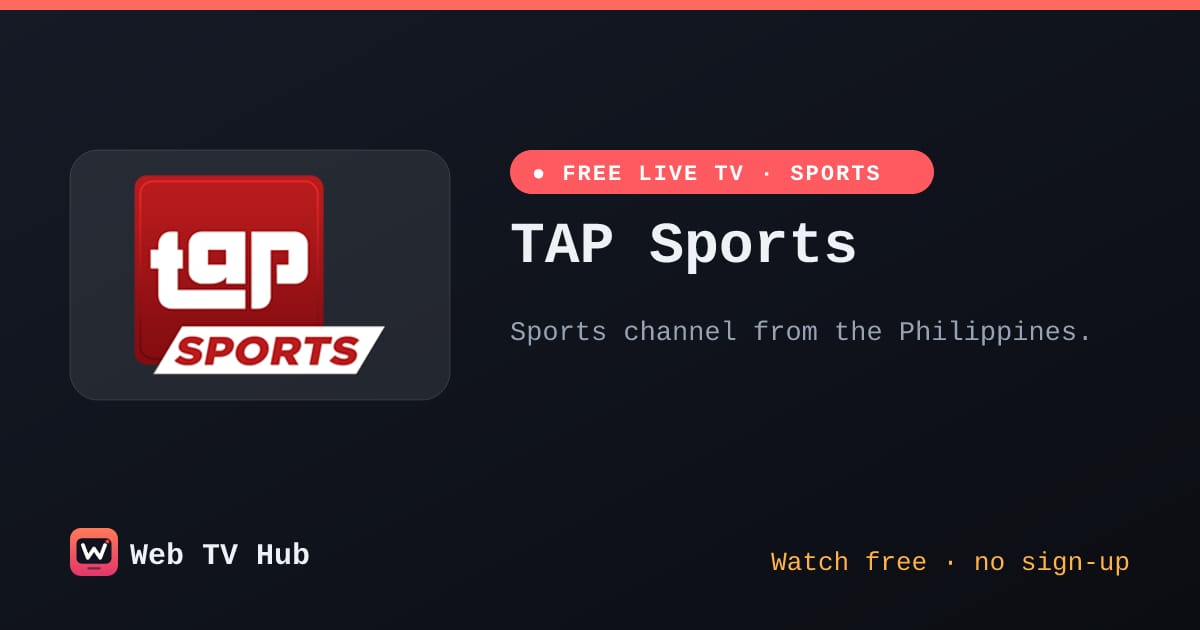 tap
SPORTS
• FREE LIVE TV · SPORTS
TAP Sports
Sports channel from the Philippines.
W
Web TV Hub
Watch free · no sign-up